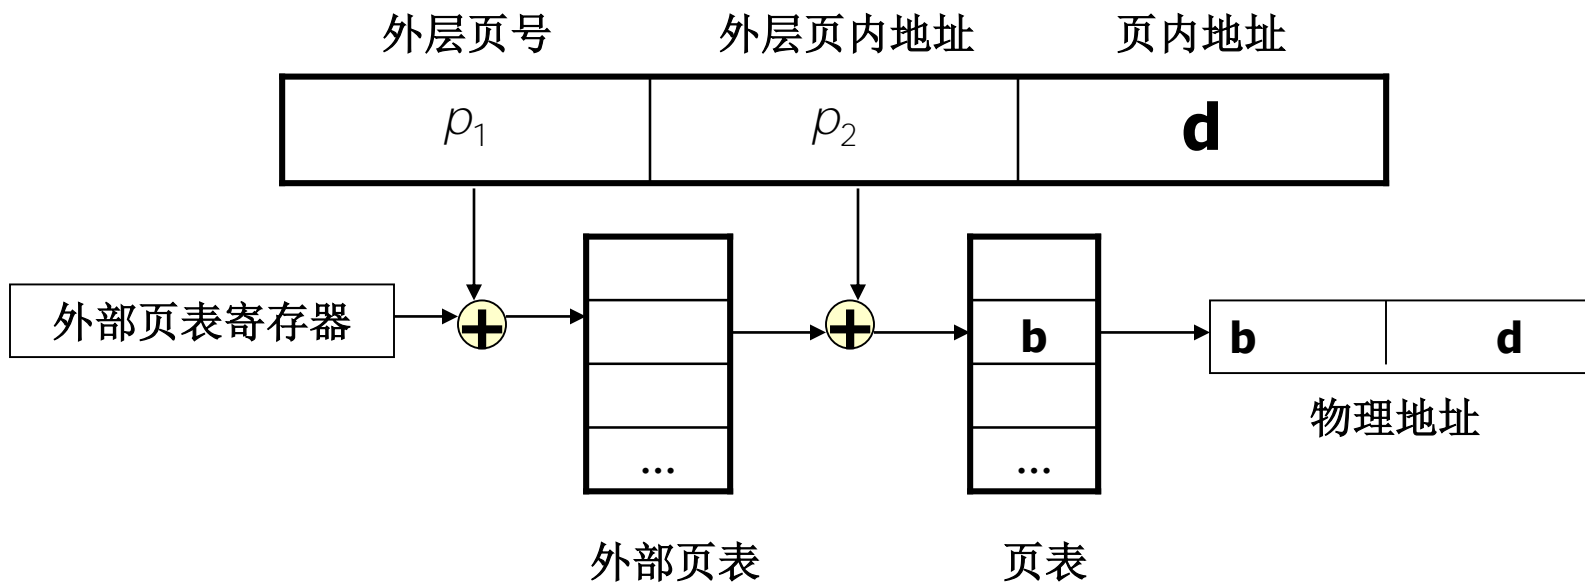 外层页号 外层页内地址 页内地址
p₁ p₂ d
外部页表寄存器
b
b d
物理地址
... ...
外部页表 页表